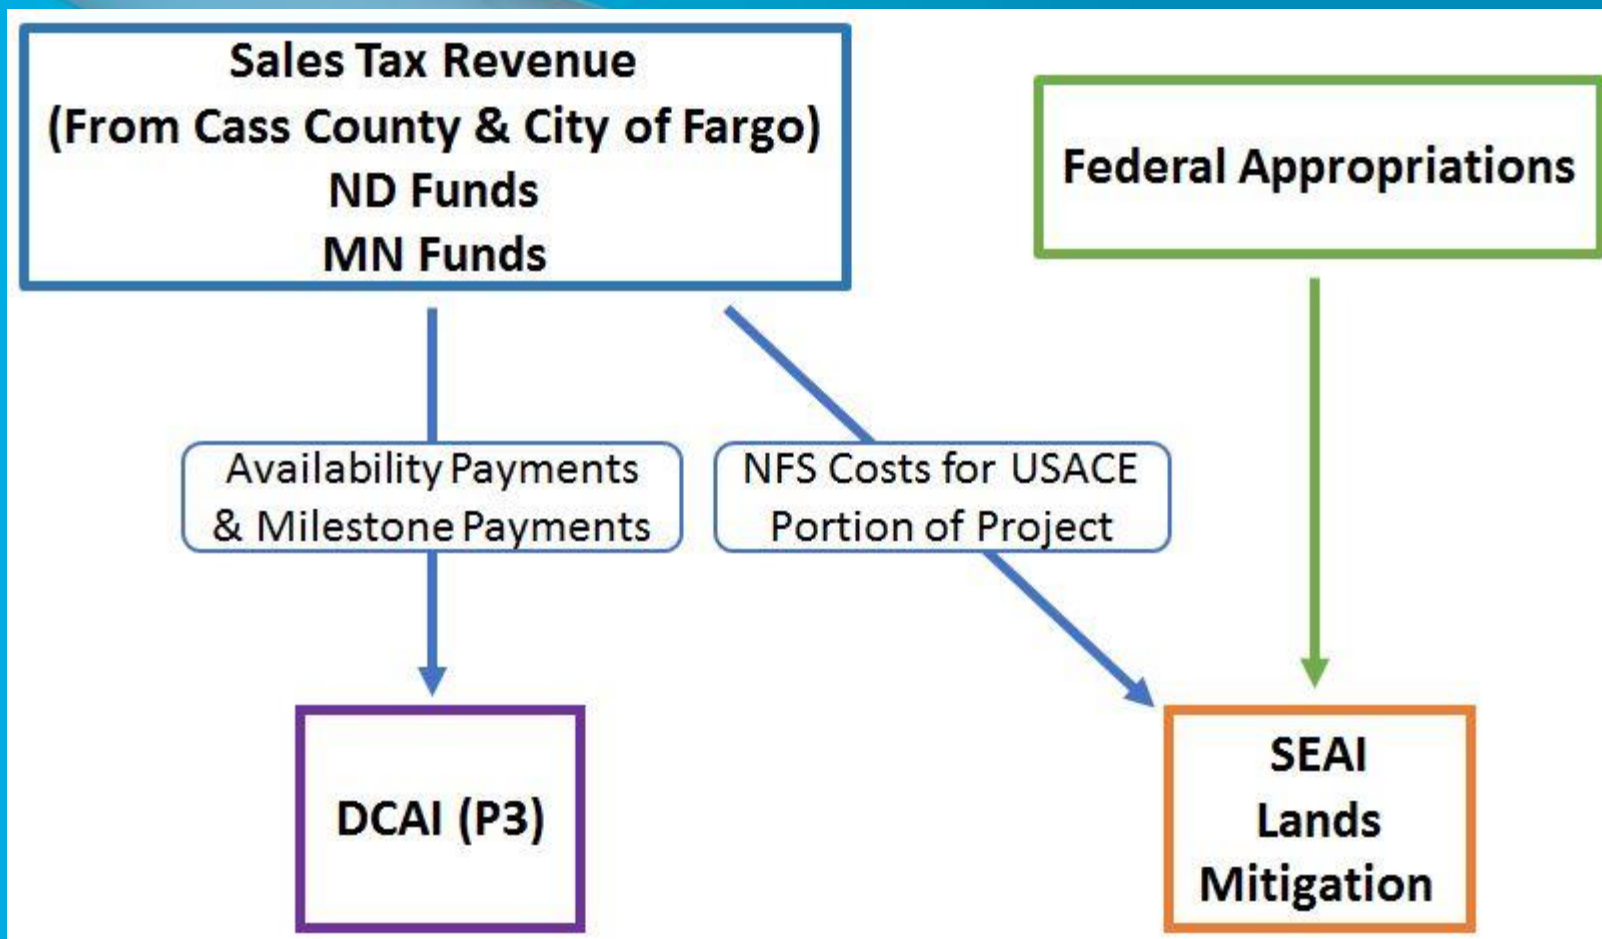 Sales Tax Revenue
(From Cass County & City of Fargo)
ND Funds
MN Funds
Federal Appropriations
Availability Payments
& Milestone Payments
NFS Costs for USACE
Portion of Project
DCAI (P3)
SEAI
Lands
Mitigation